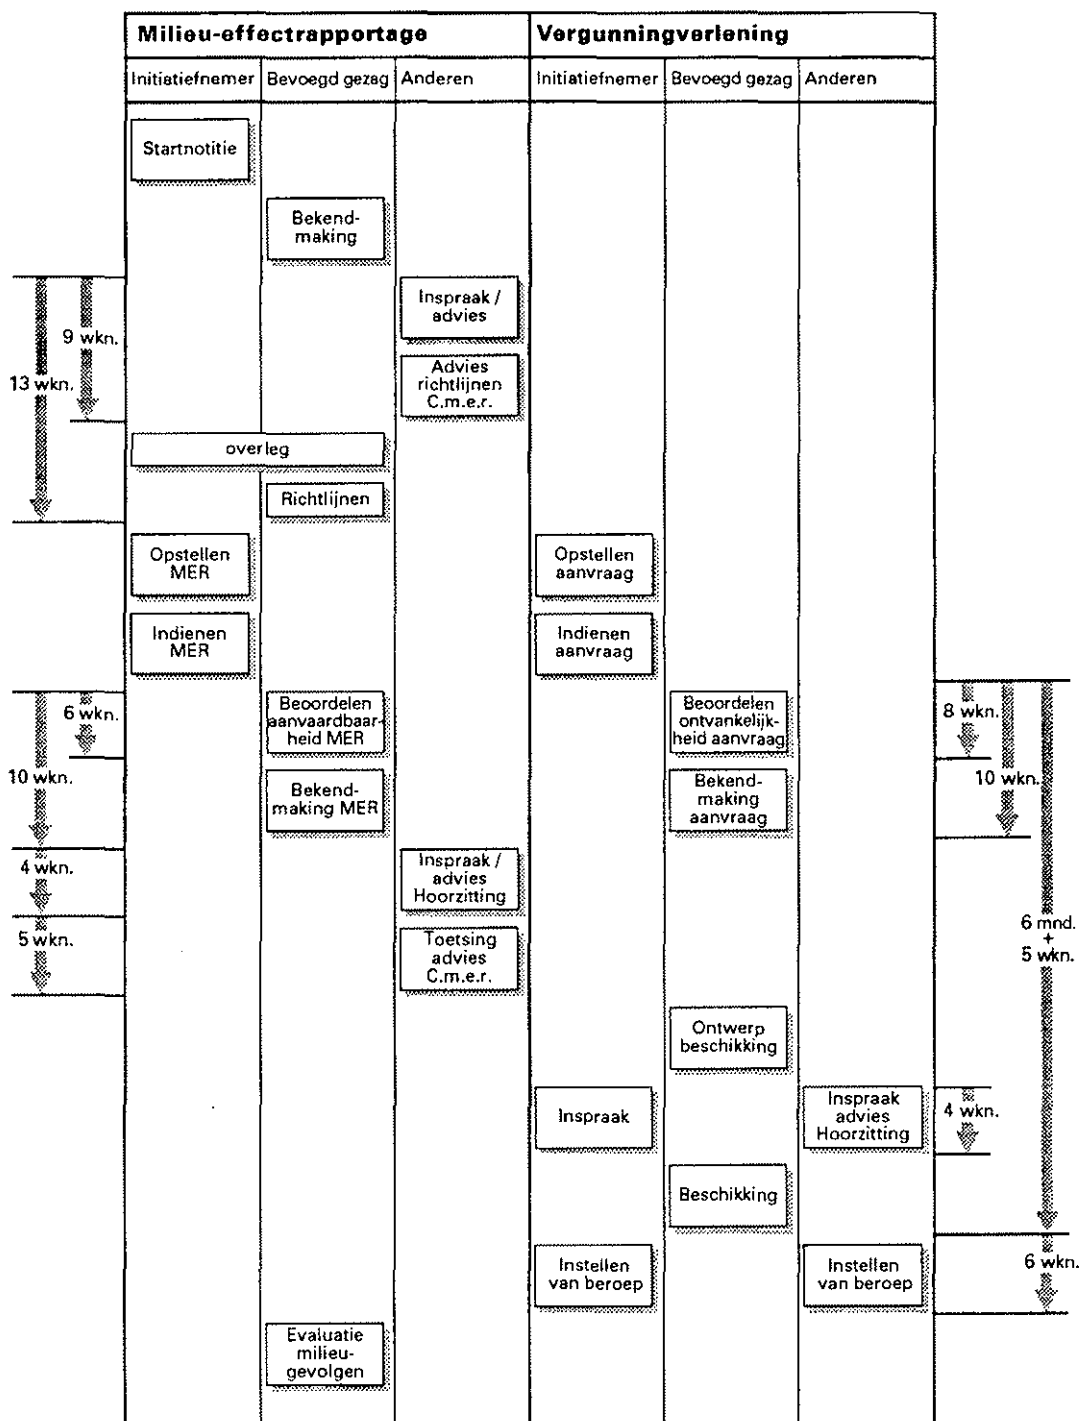 Milieu-effectrapportage
Vergunningverlening
Initiatiefnemer
Bevoegd gezag
Anderen
Initiatiefnemer
Bevoegd gezag
Anderen
Startnotitie
Bekend-
making
Inspraak /
advies
9 wkn.
Advies
richtlijnen
C.m.e.r.
13 wkn.
overleg
Richtlijnen
Opstellen
MER
Opstellen
aanvraag
Indienen
MER
Indienen
aanvraag
6 wkn.
Beoordelen
aanvaardbaar-
heid MER
Beoordelen
ontvankelijk-
heid aanvraag
8 wkn.
10 wkn.
Bekend-
making MER
Bekend-
making
aanvraag
10 wkn.
4 wkn.
Inspraak /
advies
Hoorzitting
5 wkn.
Toetsing
advies
C.m.e.r.
6 mnd.
+
5 wkn.
Ontwerp
beschikking
Inspraak
Inspraak
advies
Hoorzitting
4 wkn.
Beschikking
Instellen
van beroep
Instellen
van beroep
6 wkn.
Evaluatie
milieu-
gevolgen